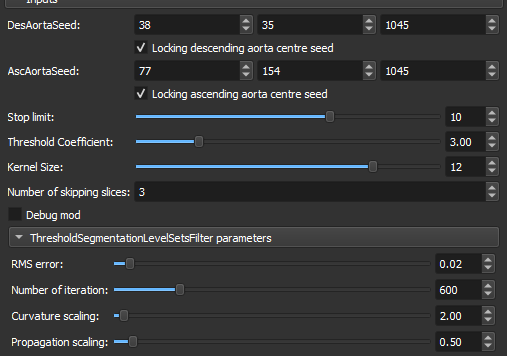 Inputs
DesAortaSeed: 38 35 1045
Locking descending aorta centre seed
AscAortaSeed: 77 154 1045
Locking ascending aorta centre seed
Stop limit: 10
Threshold Coefficient: 3.00
Kernel Size: 12
Number of skipping slices: 3
Debug mod
ThresholdSegmentationLevelSetsFilter parameters
RMS error: 0.02
Number of iteration: 600
Curvature scaling: 2.00
Propagation scaling: 0.50